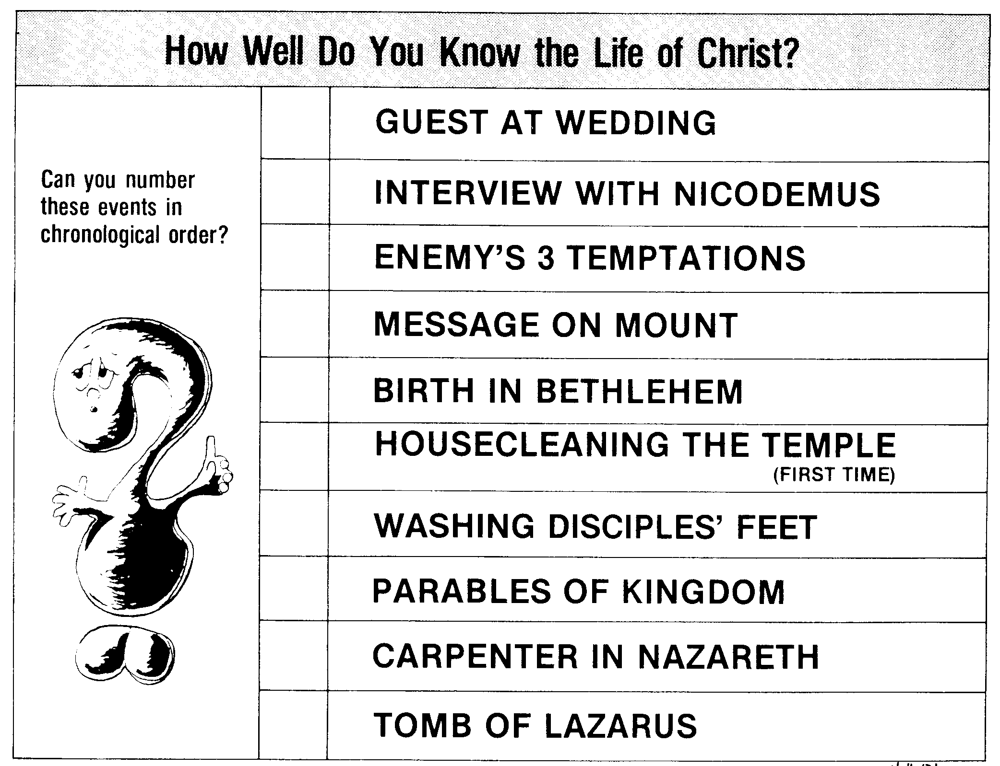 How Well Do You Know the Life of Christ?
Can you number
these events in
chronological order?
GUEST AT WEDDING
INTERVIEW WITH NICODEMUS
ENEMY'S 3 TEMPTATIONS
MESSAGE ON MOUNT
BIRTH IN BETHLEHEM
HOUSECLEANING THE TEMPLE
(FIRST TIME)
WASHING DISCIPLES' FEET
PARABLES OF KINGDOM
CARPENTER IN NAZARETH
TOMB OF LAZARUS